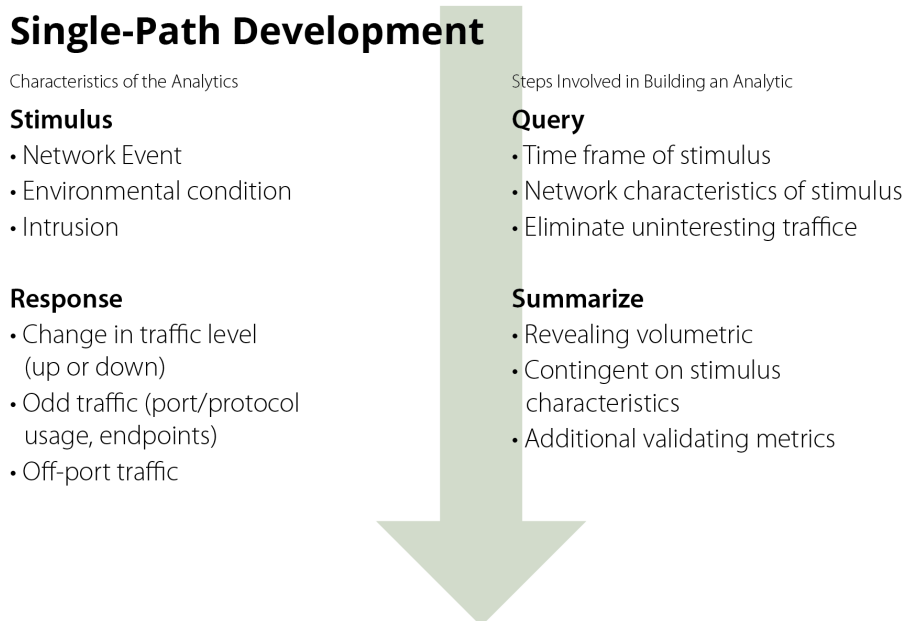 Single-Path Development
Characteristics of the Analytics
Stimulus
• Network Event
• Environmental condition
• Intrusion
Response
• Change in traffic level
(up or down)
• Odd traffic (port/protocol
usage, endpoints)
• Off-port traffic
Steps Involved in Building an Analytic
Query
• Time frame of stimulus
• Network characteristics of stimulus
• Eliminate uninteresting traffice
Summarize
• Revealing volumetric
• Contingent on stimulus
characteristics
• Additional validating metrics